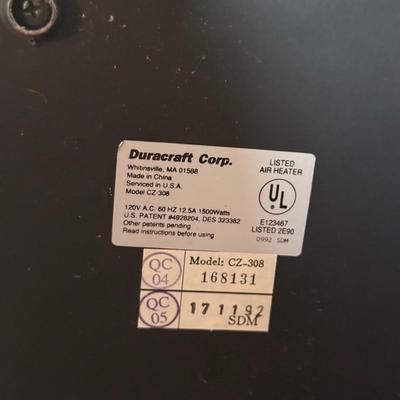 Duracraft Corp.
Whitinsville, MA 01588
Made in China
Serviced in U.S.A.
Model CZ-308
120V A.C. 60 HZ 12.5A 1500Watts
U.S. PATENT #4928204, DES 323382
Other patents pending
Read instructions before using
LISTED
AIR HEATER
UL
E123467
LISTED 2E90
0992 SDM
QC
04
Model: CZ-308
168131
QC
05
171192
SDM